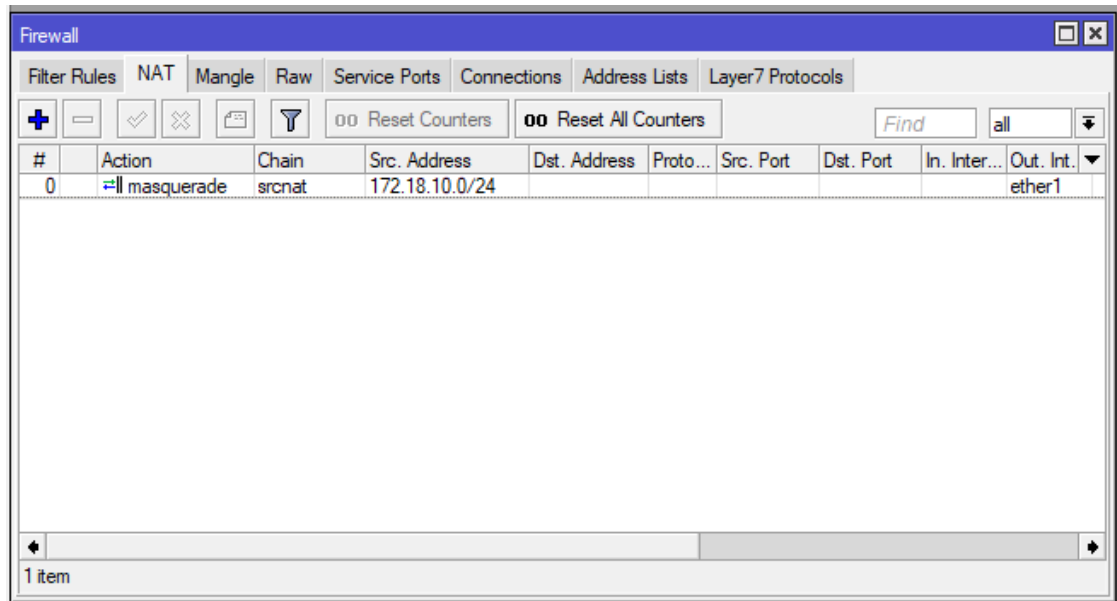 Firewall
Filter Rules NAT Mangle Raw Service Ports Connections Address Lists Layer7 Protocols
00 Reset Counters 00 Reset All Counters Find all
# Action Chain Src. Address Dst. Address Proto... Src. Port Dst. Port In. Inter... Out. Int.
0 masquerade srcnat 172.18.10.0/24 ether1
1 item